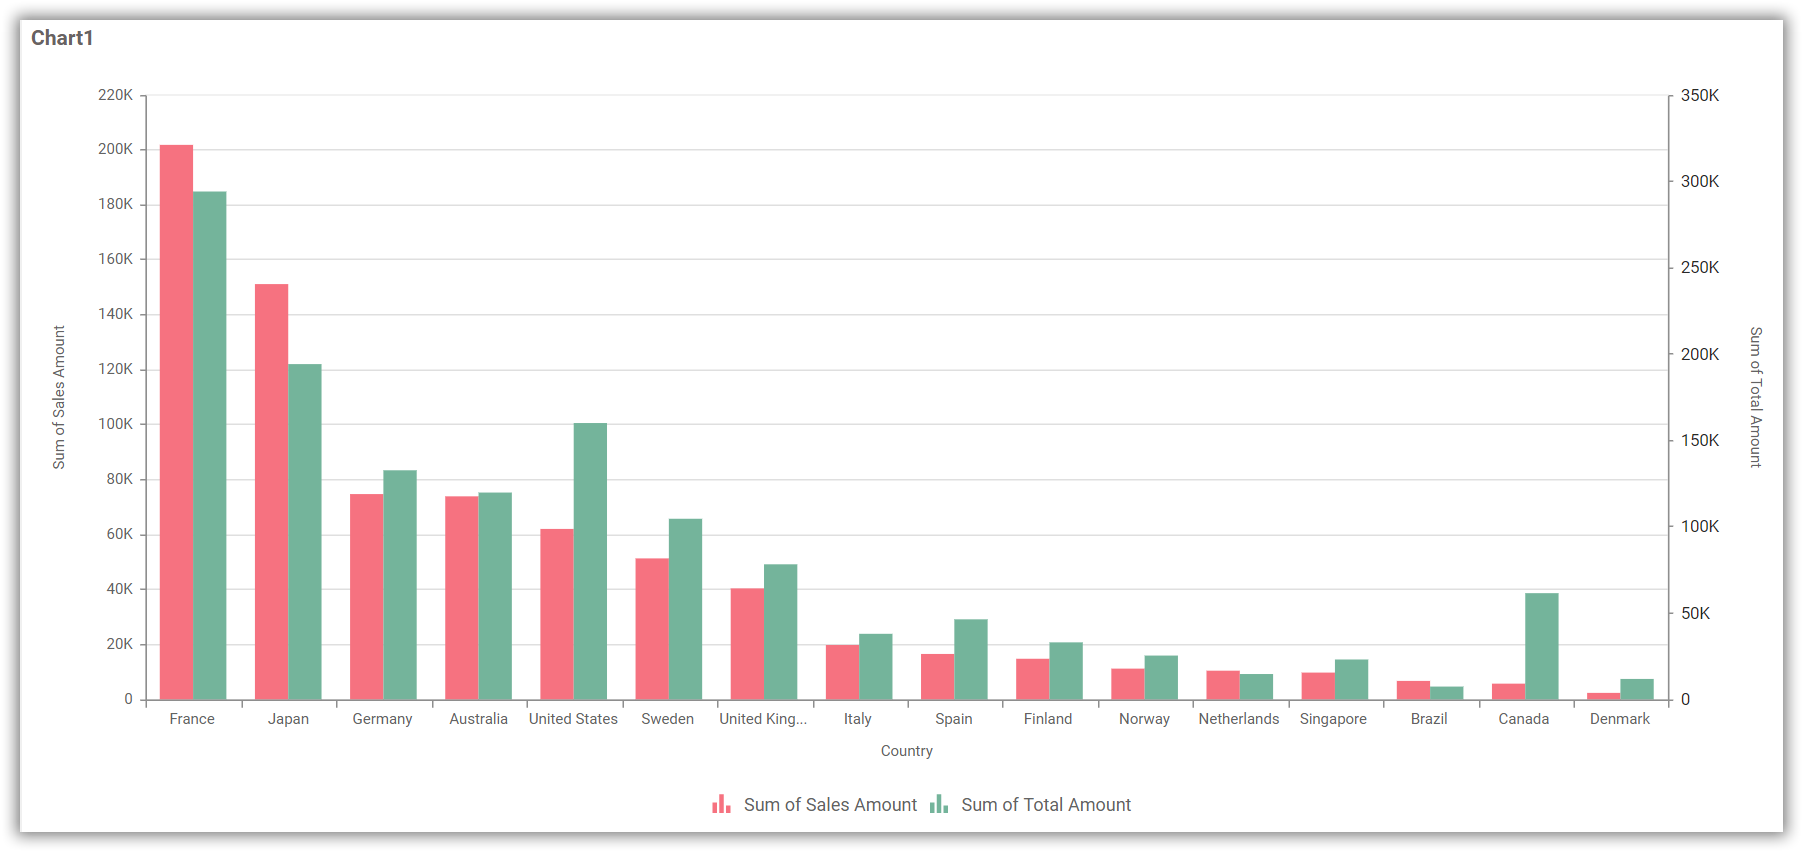 Chart1
220K
200K
180K
160K
140K
120K
100K
80K
60K
40K
20K
0
Sum of Sales Amount
350K
300K
250K
200K
150K
100K
50K
0
Sum of Total Amount
France Japan Germany Australia United States Sweden United King... Italy Spain Finland Norway Netherlands Singapore Brazil Canada Denmark
Country
Sum of Sales Amount Sum of Total Amount